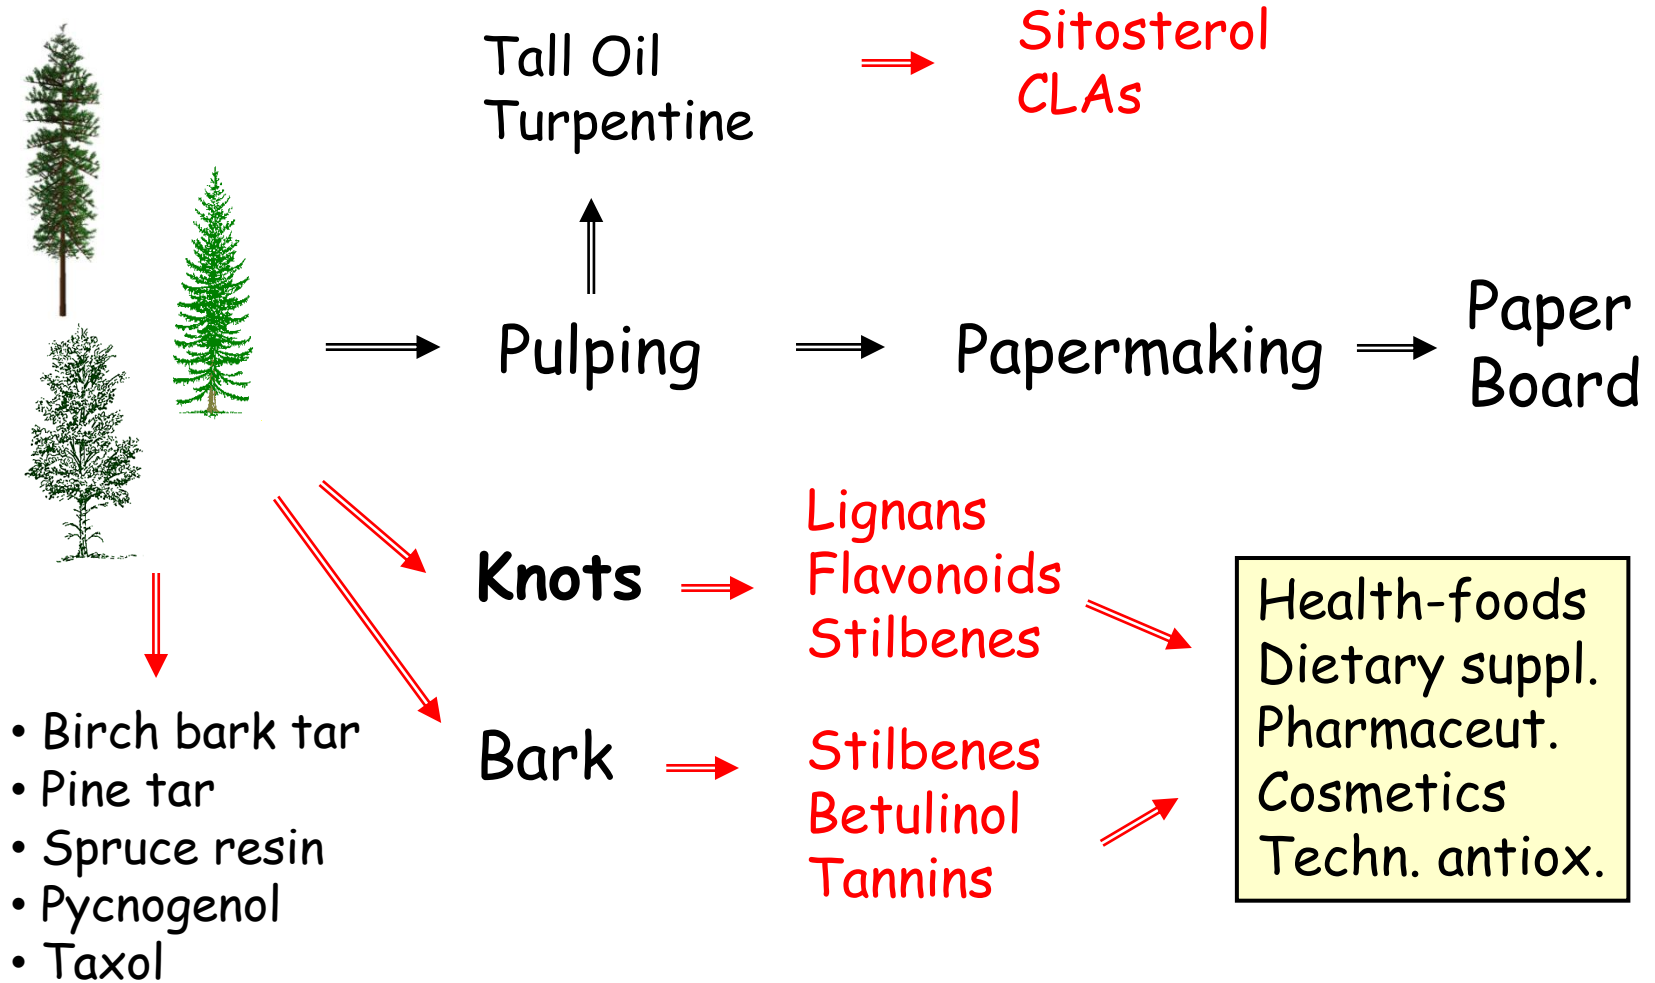 Tall Oil
Turpentine
Sitosterol
CLAs
Pulping
Papermaking
Paper
Board
Knots
Lignans
Flavonoids
Stilbenes
Bark
Stilbenes
Betulinol
Tannins
Health-foods
Dietary suppl.
Pharmaceut.
Cosmetics
Techn. antiox.
• Birch bark tar
• Pine tar
• Spruce resin
• Pycnogenol
• Taxol